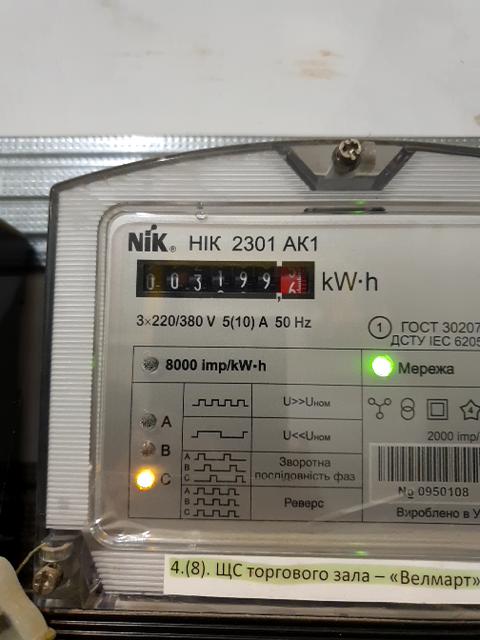 NiK® НІК 2301 АК1
003199, kW·h
3×220/380 V 5(10) A 50 Hz
1 ГОСТ 30207
ДСТУ IEC 6205
8000 imp/kW·h
Мережа
U>>Uном
A
U<<Uном
B
A
B
C
Зворотна
послідовність фаз
C
A
B
C
Реверс
4
2000 imp/
№ 0950108
Вироблено в У
4.(8). ЩС торгового зала – «Велмарт»